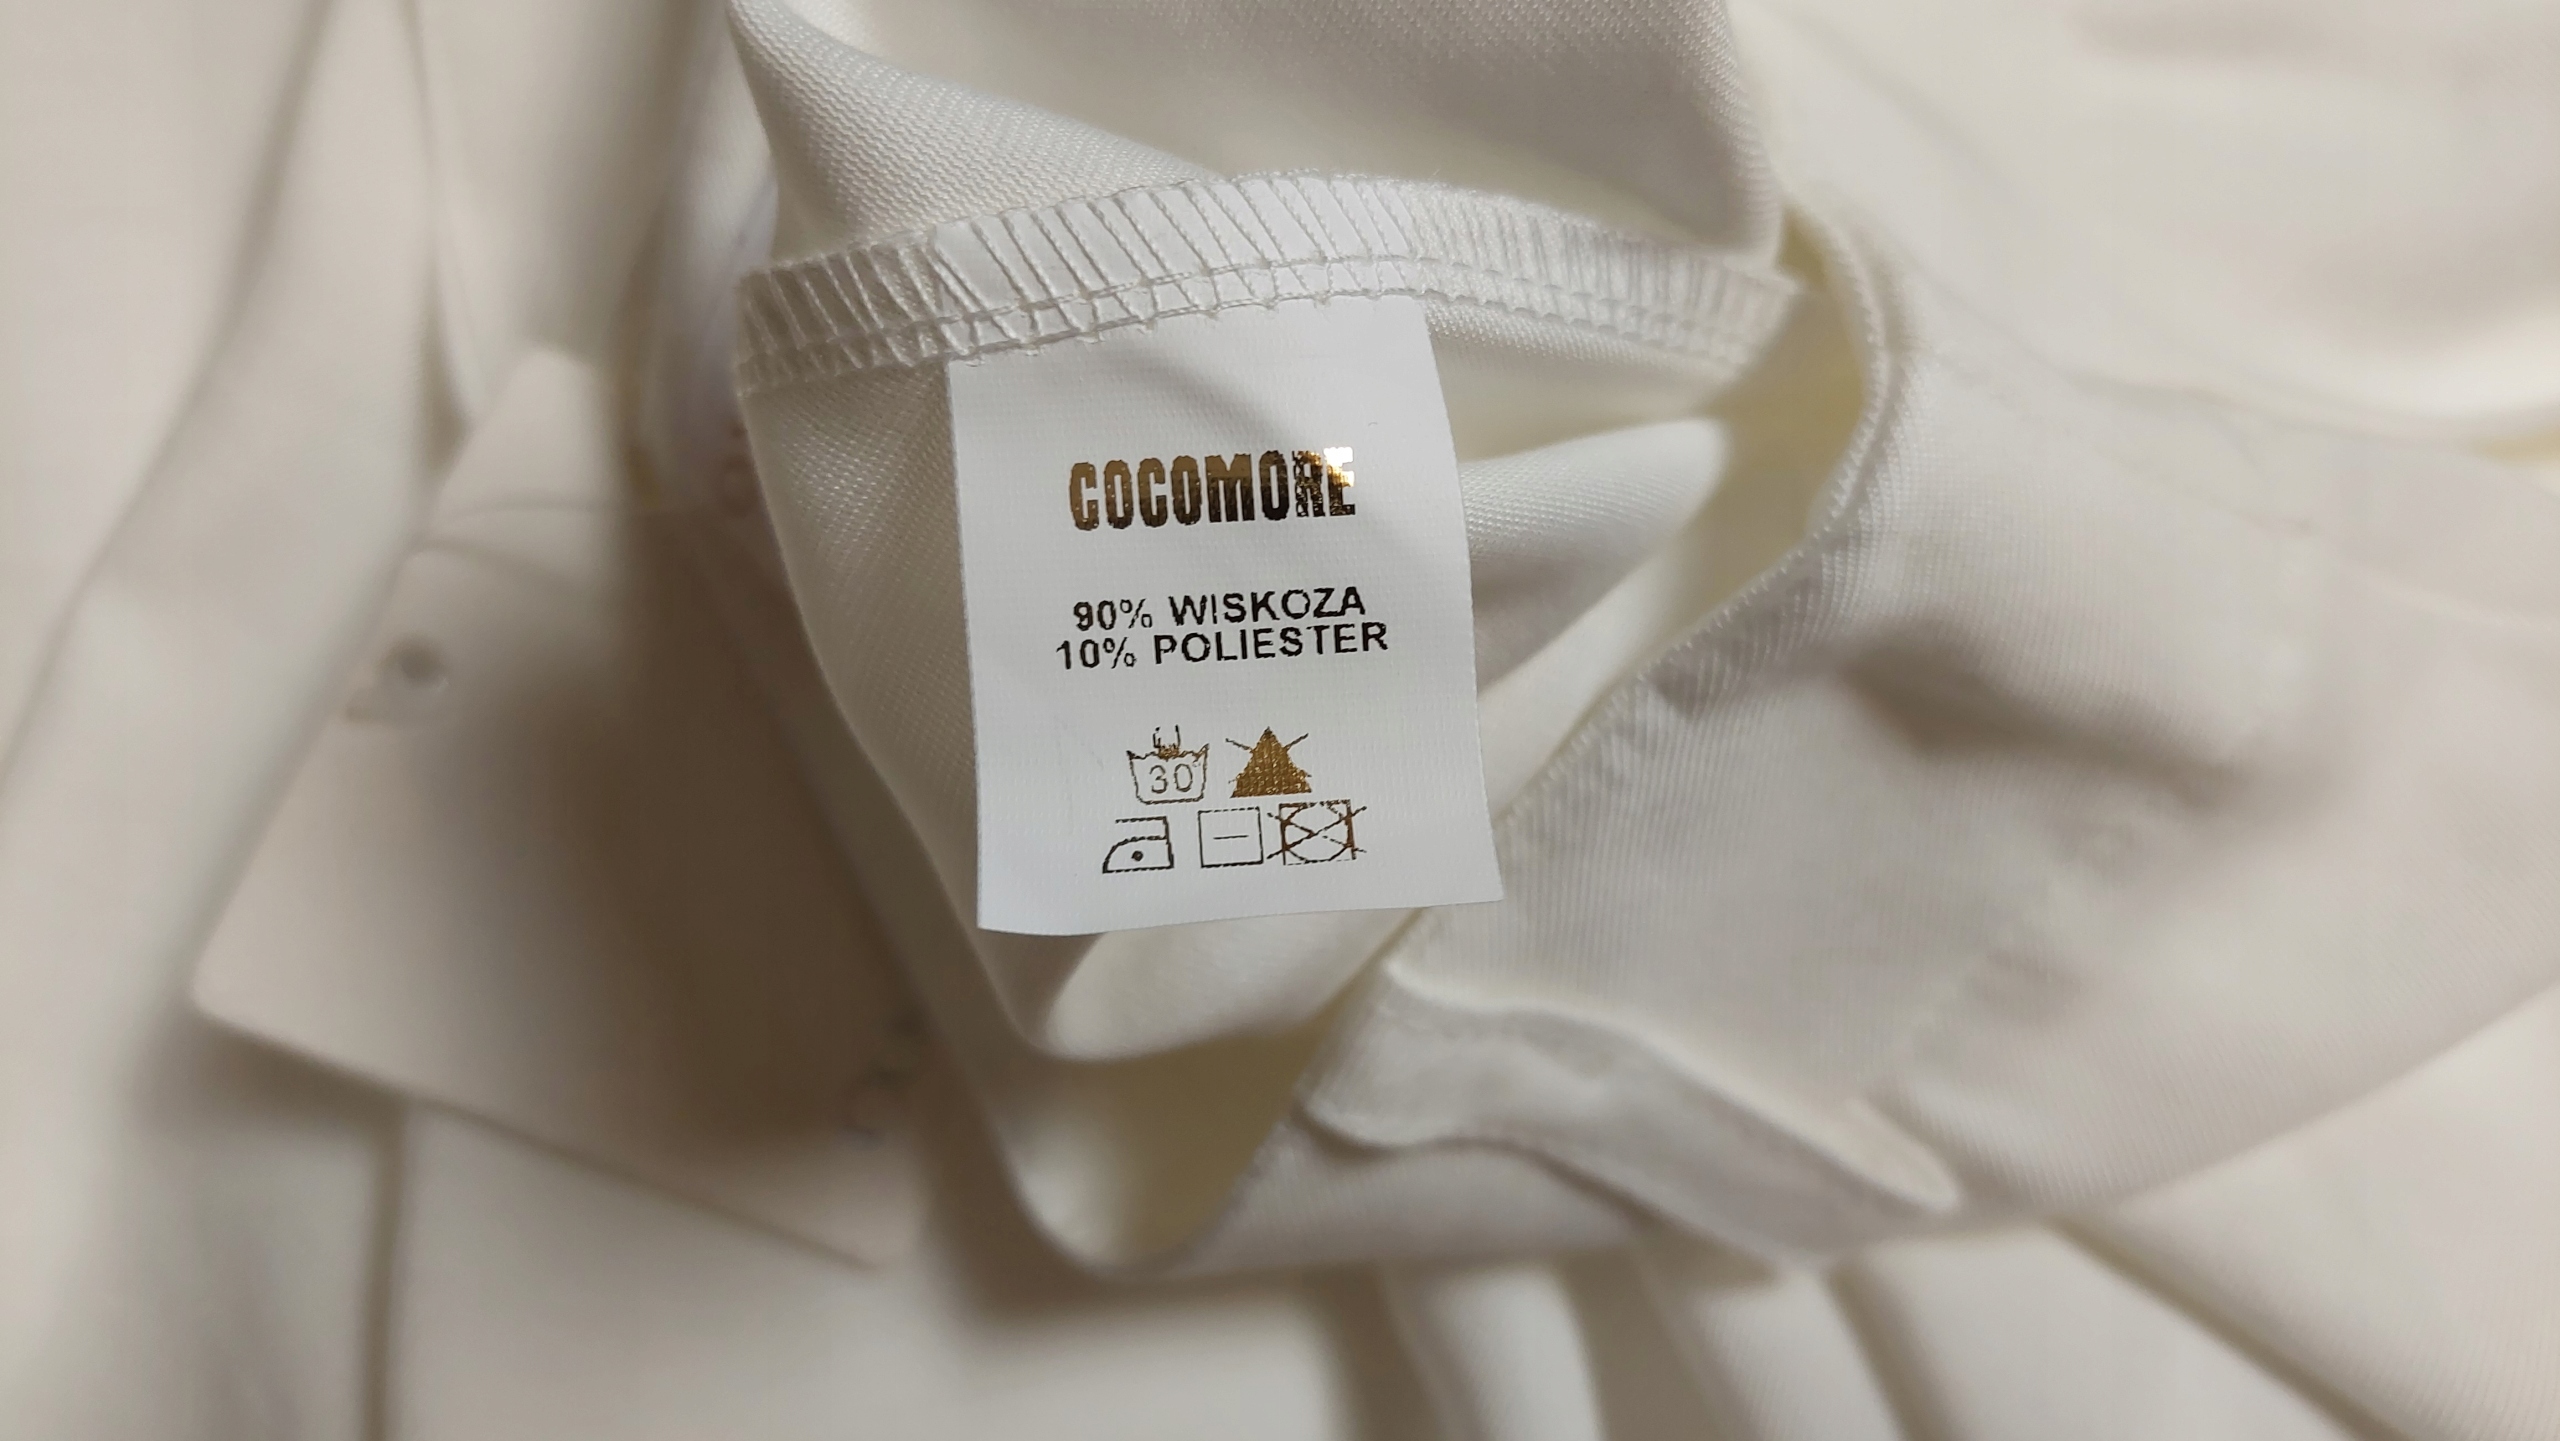 COCOMORE
90% WISKOZA
10% POLIESTER
30